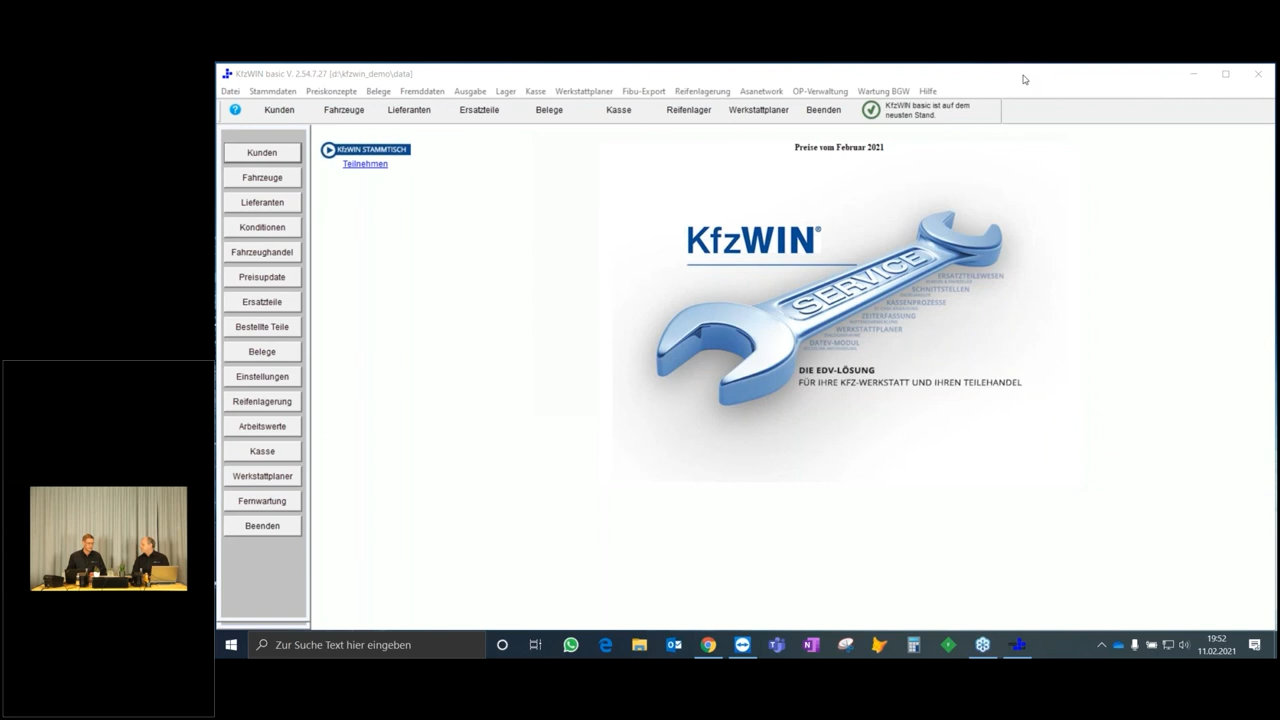 KfzWIN basic V. 2.54.7.27 [d:\kfzwin_demo\data]
Datei Stammdaten Preiskonzepte Belege Fremddaten Ausgabe Lager Kasse Werkstattplaner Fibu-Export Reifenlagerung Asanetwork OP-Verwaltung Wartung BGW Hilfe
? Kunden Fahrzeuge Lieferanten Ersatzteile Belege Kasse Reifenlager Werkstattplaner Beenden KfzWIN basic ist auf dem
neusten Stand.
Kunden
Fahrzeuge
Lieferanten
Konditionen
Fahrzeughandel
Preisupdate
Ersatzteile
Bestellte Teile
Belege
Einstellungen
Reifenlagerung
Arbeitswerte
Kasse
Werkstattplaner
Fernwartung
Beenden
KfzWIN STAMMTISCH
Teilnehmen
Preise vom Februar 2021
KfzWIN®
SERVICE
ERSATZTEILWESEN
SCHNITTSTELLEN
KASSENPROZESSE
ZEITERFASSUNG
WERKSTATTPLANER
DATEV-MODUL
DIE EDV-LÖSUNG
FÜR IHRE KFZ-WERKSTATT UND IHREN TEILEHANDEL
Zur Suche Text hier eingeben
19:52
11.02.2021